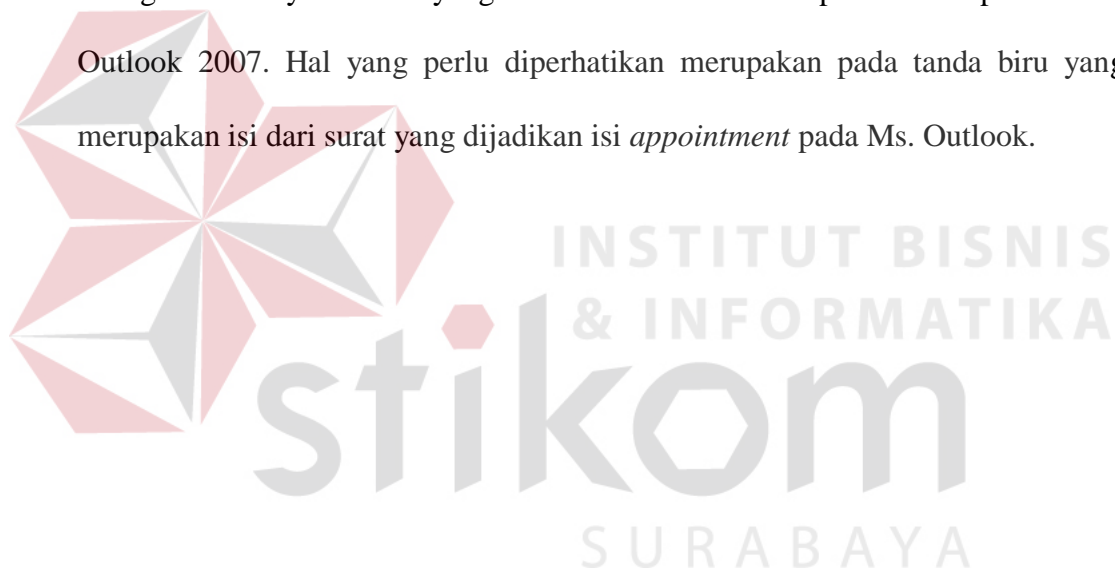 Outlook 2007. Hal yang perlu diperhatikan merupakan pada tanda biru yang
merupakan isi dari surat yang dijadikan isi appointment pada Ms. Outlook.
INSTITUT BISNIS
& INFORMATIKA
stikom
SURABAYA